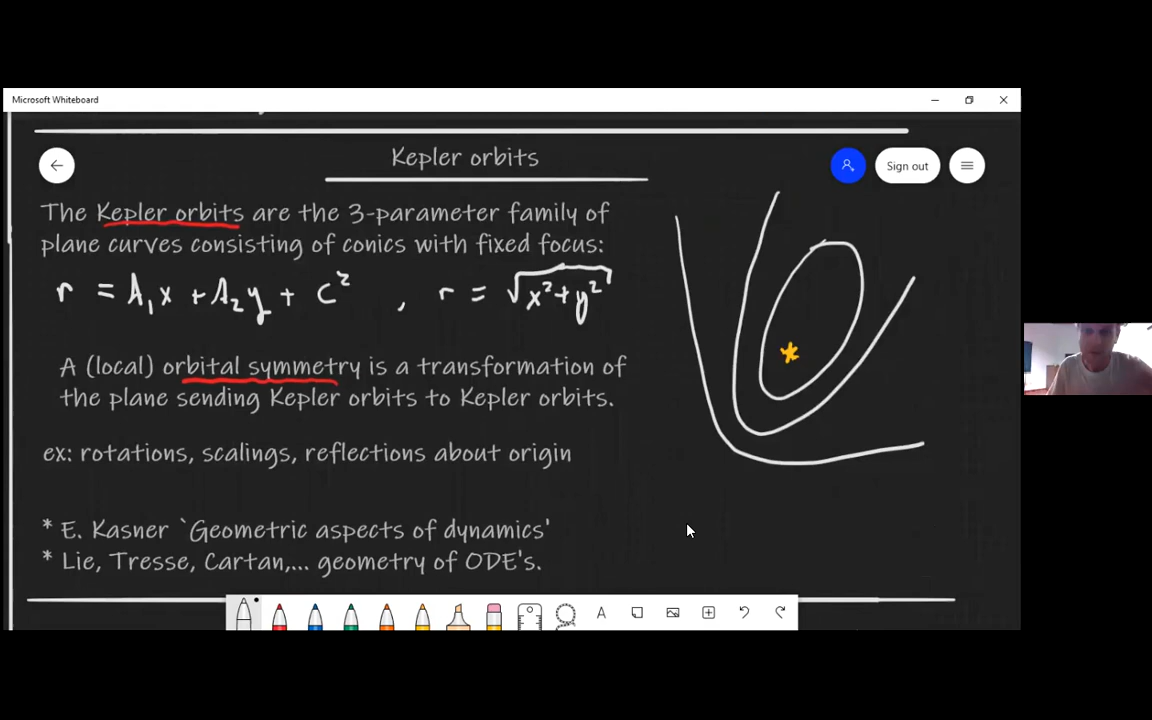 Microsoft Whiteboard
Kepler orbits
Sign out
The Kepler orbits are the 3-parameter family of
plane curves consisting of conics with fixed focus:
r = A₁x + A₂y + C² , r = √x² + y²
A (local) orbital symmetry is a transformation of
the plane sending Kepler orbits to Kepler orbits.
ex: rotations, scalings, reflections about origin
* E. Kasner `Geometric aspects of dynamics'
* Lie, Tresse, Cartan,... geometry of ODE's.
A